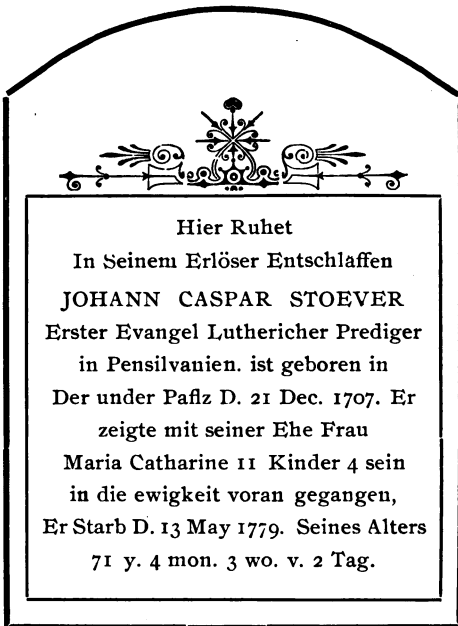 Hier Ruhet
In Seinem Erlöser Entschlaffen
JOHANN CASPAR STOEVER
Erster Evangel Luthericher Prediger
in Pensilvanien. ist geboren in
Der under Paflz D. 21 Dec. 1707. Er
zeigte mit seiner Ehe Frau
Maria Catharine 11 Kinder 4 sein
in die ewigkeit voran gegangen,
Er Starb D. 13 May 1779. Seines Alters
71 y. 4 mon. 3 wo. v. 2 Tag.